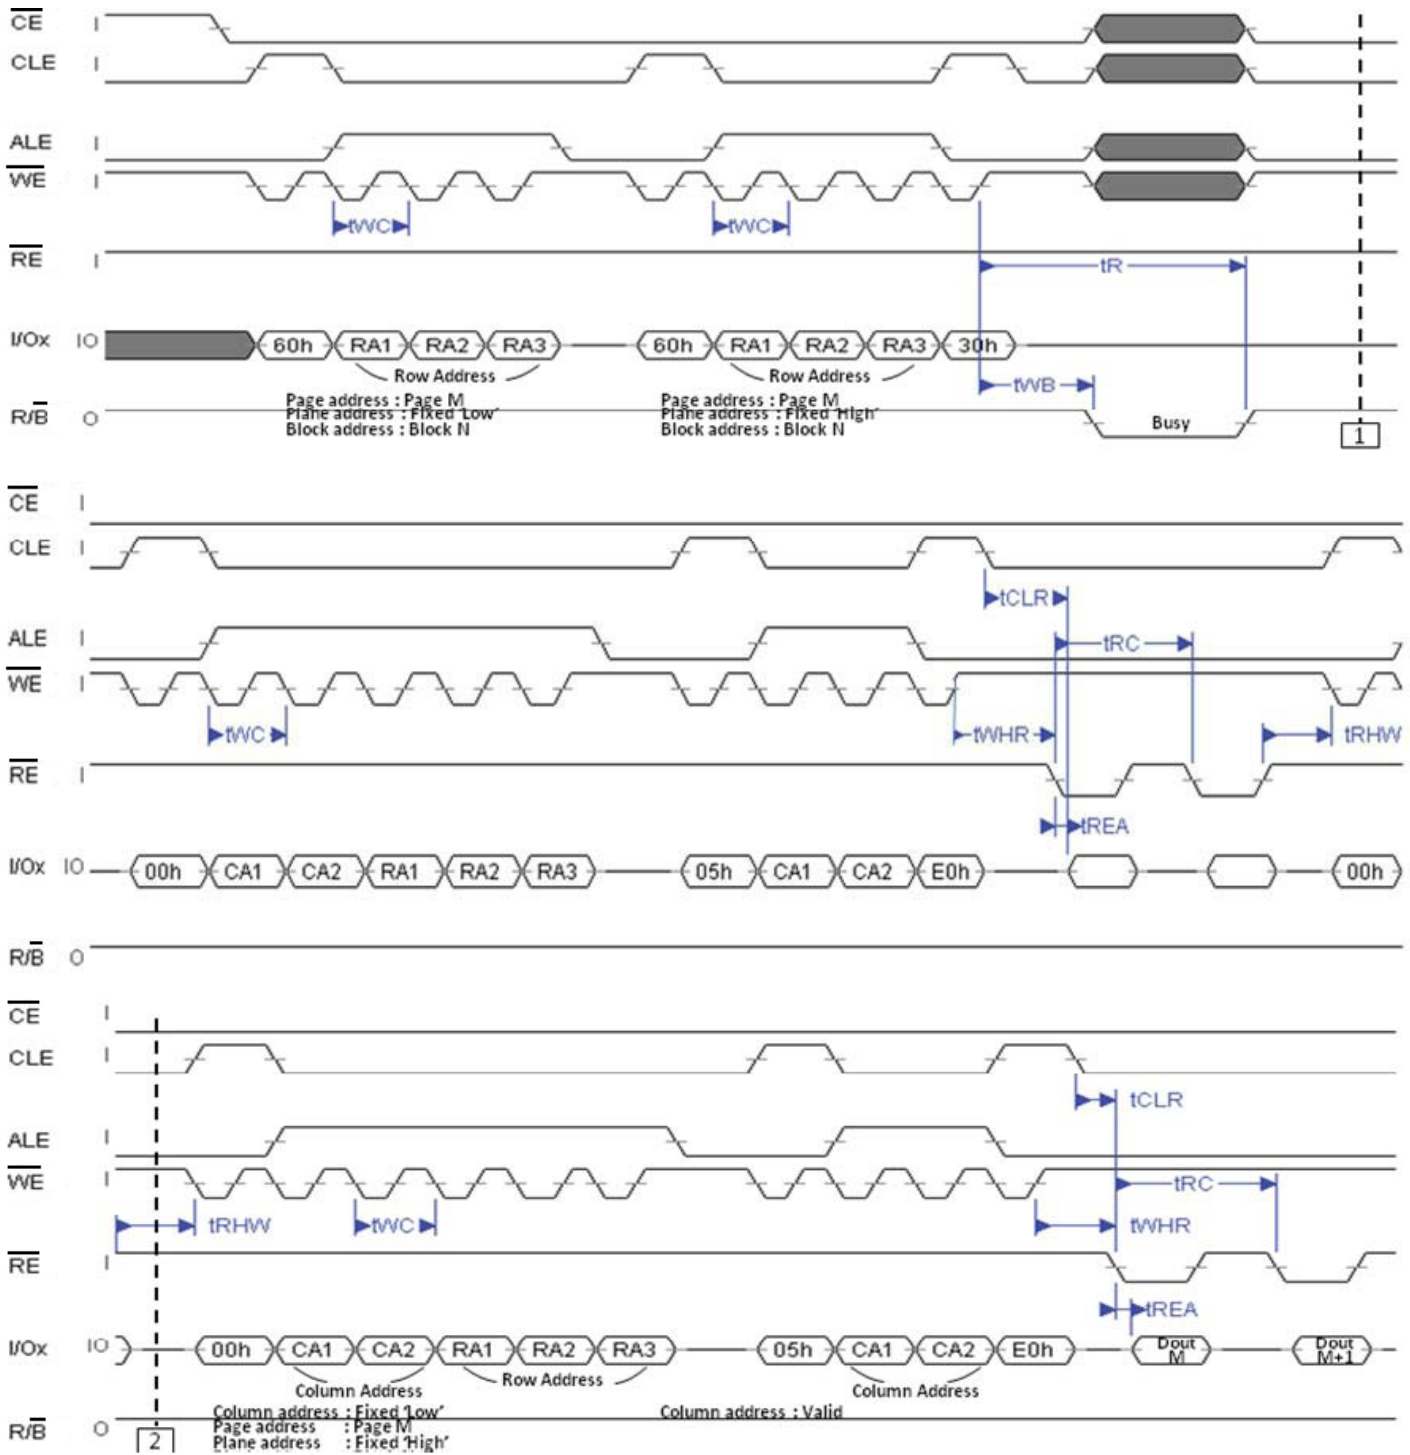 CE I
CLE I
ALE I
WE I
tWC tWC
RE I
tR
I/Ox IO 60h RA1 RA2 RA3 60h RA1 RA2 RA3 30h
Row Address Row Address
tWB
Page address : Page M Page address : Page M
Plane address : Fixed 'Low' Plane address : Fixed 'High'
R/B O Busy
Block address : Block N Block address : Block N
1
CE I
CLE I
tCLR
ALE I tRC
WE I
tWC tWHR tRHW
RE I
tREA
I/Ox IO 00h CA1 CA2 RA1 RA2 RA3 05h CA1 CA2 E0h 00h
R/B O
CE I
CLE I
tCLR
ALE I
WE I tRC
tRHW tWC tWHR
RE I
tREA
I/Ox IO 00h CA1 CA2 RA1 RA2 RA3 05h CA1 CA2 E0h Dout M Dout M+1
Column Address Row Address Column Address
Column address : Fixed 'Low' Column address : Valid
Page address : Page M
R/B O
2
Plane address : Fixed 'High'